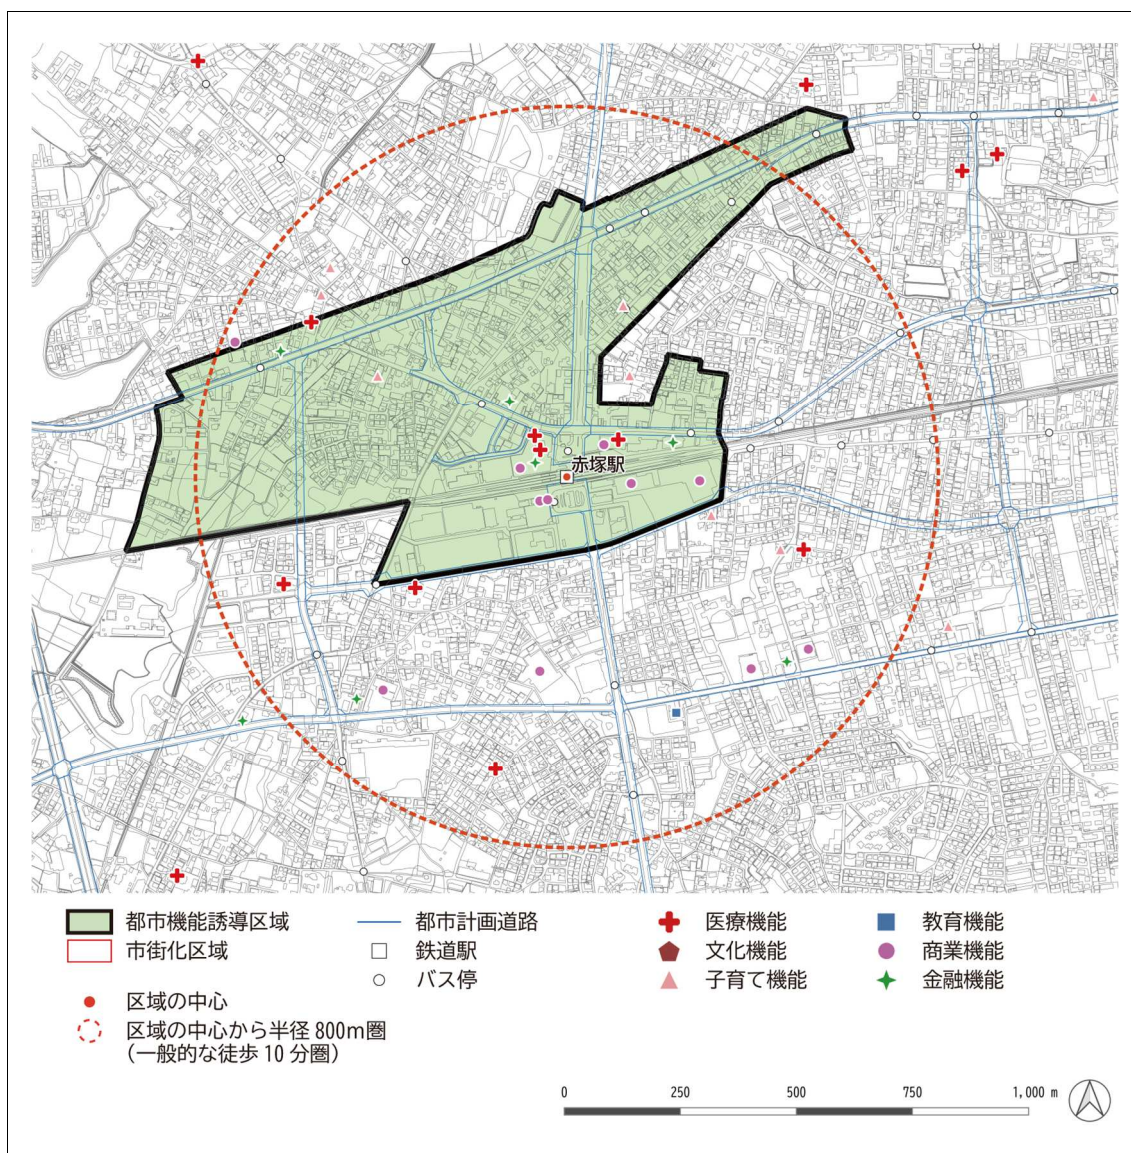 赤塚駅
都市機能誘導区域
市街化区域
区域の中心
区域の中心から半径 800m圏
(一般的な徒歩 10 分圏)
都市計画道路
鉄道駅
バス停
医療機能
文化機能
子育て機能
教育機能
商業機能
金融機能
0 250 500 750 1,000 m